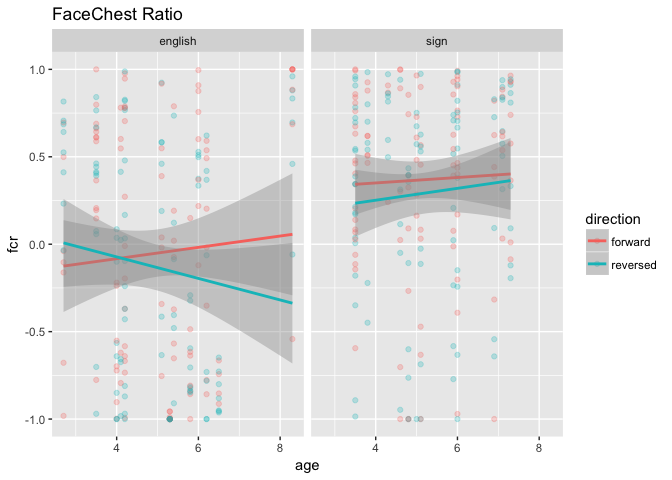 FaceChest Ratio
english
sign
1.0
0.5
0.0
-0.5
-1.0
fcr
4
6
8
4
6
8
age
direction
forward
reversed